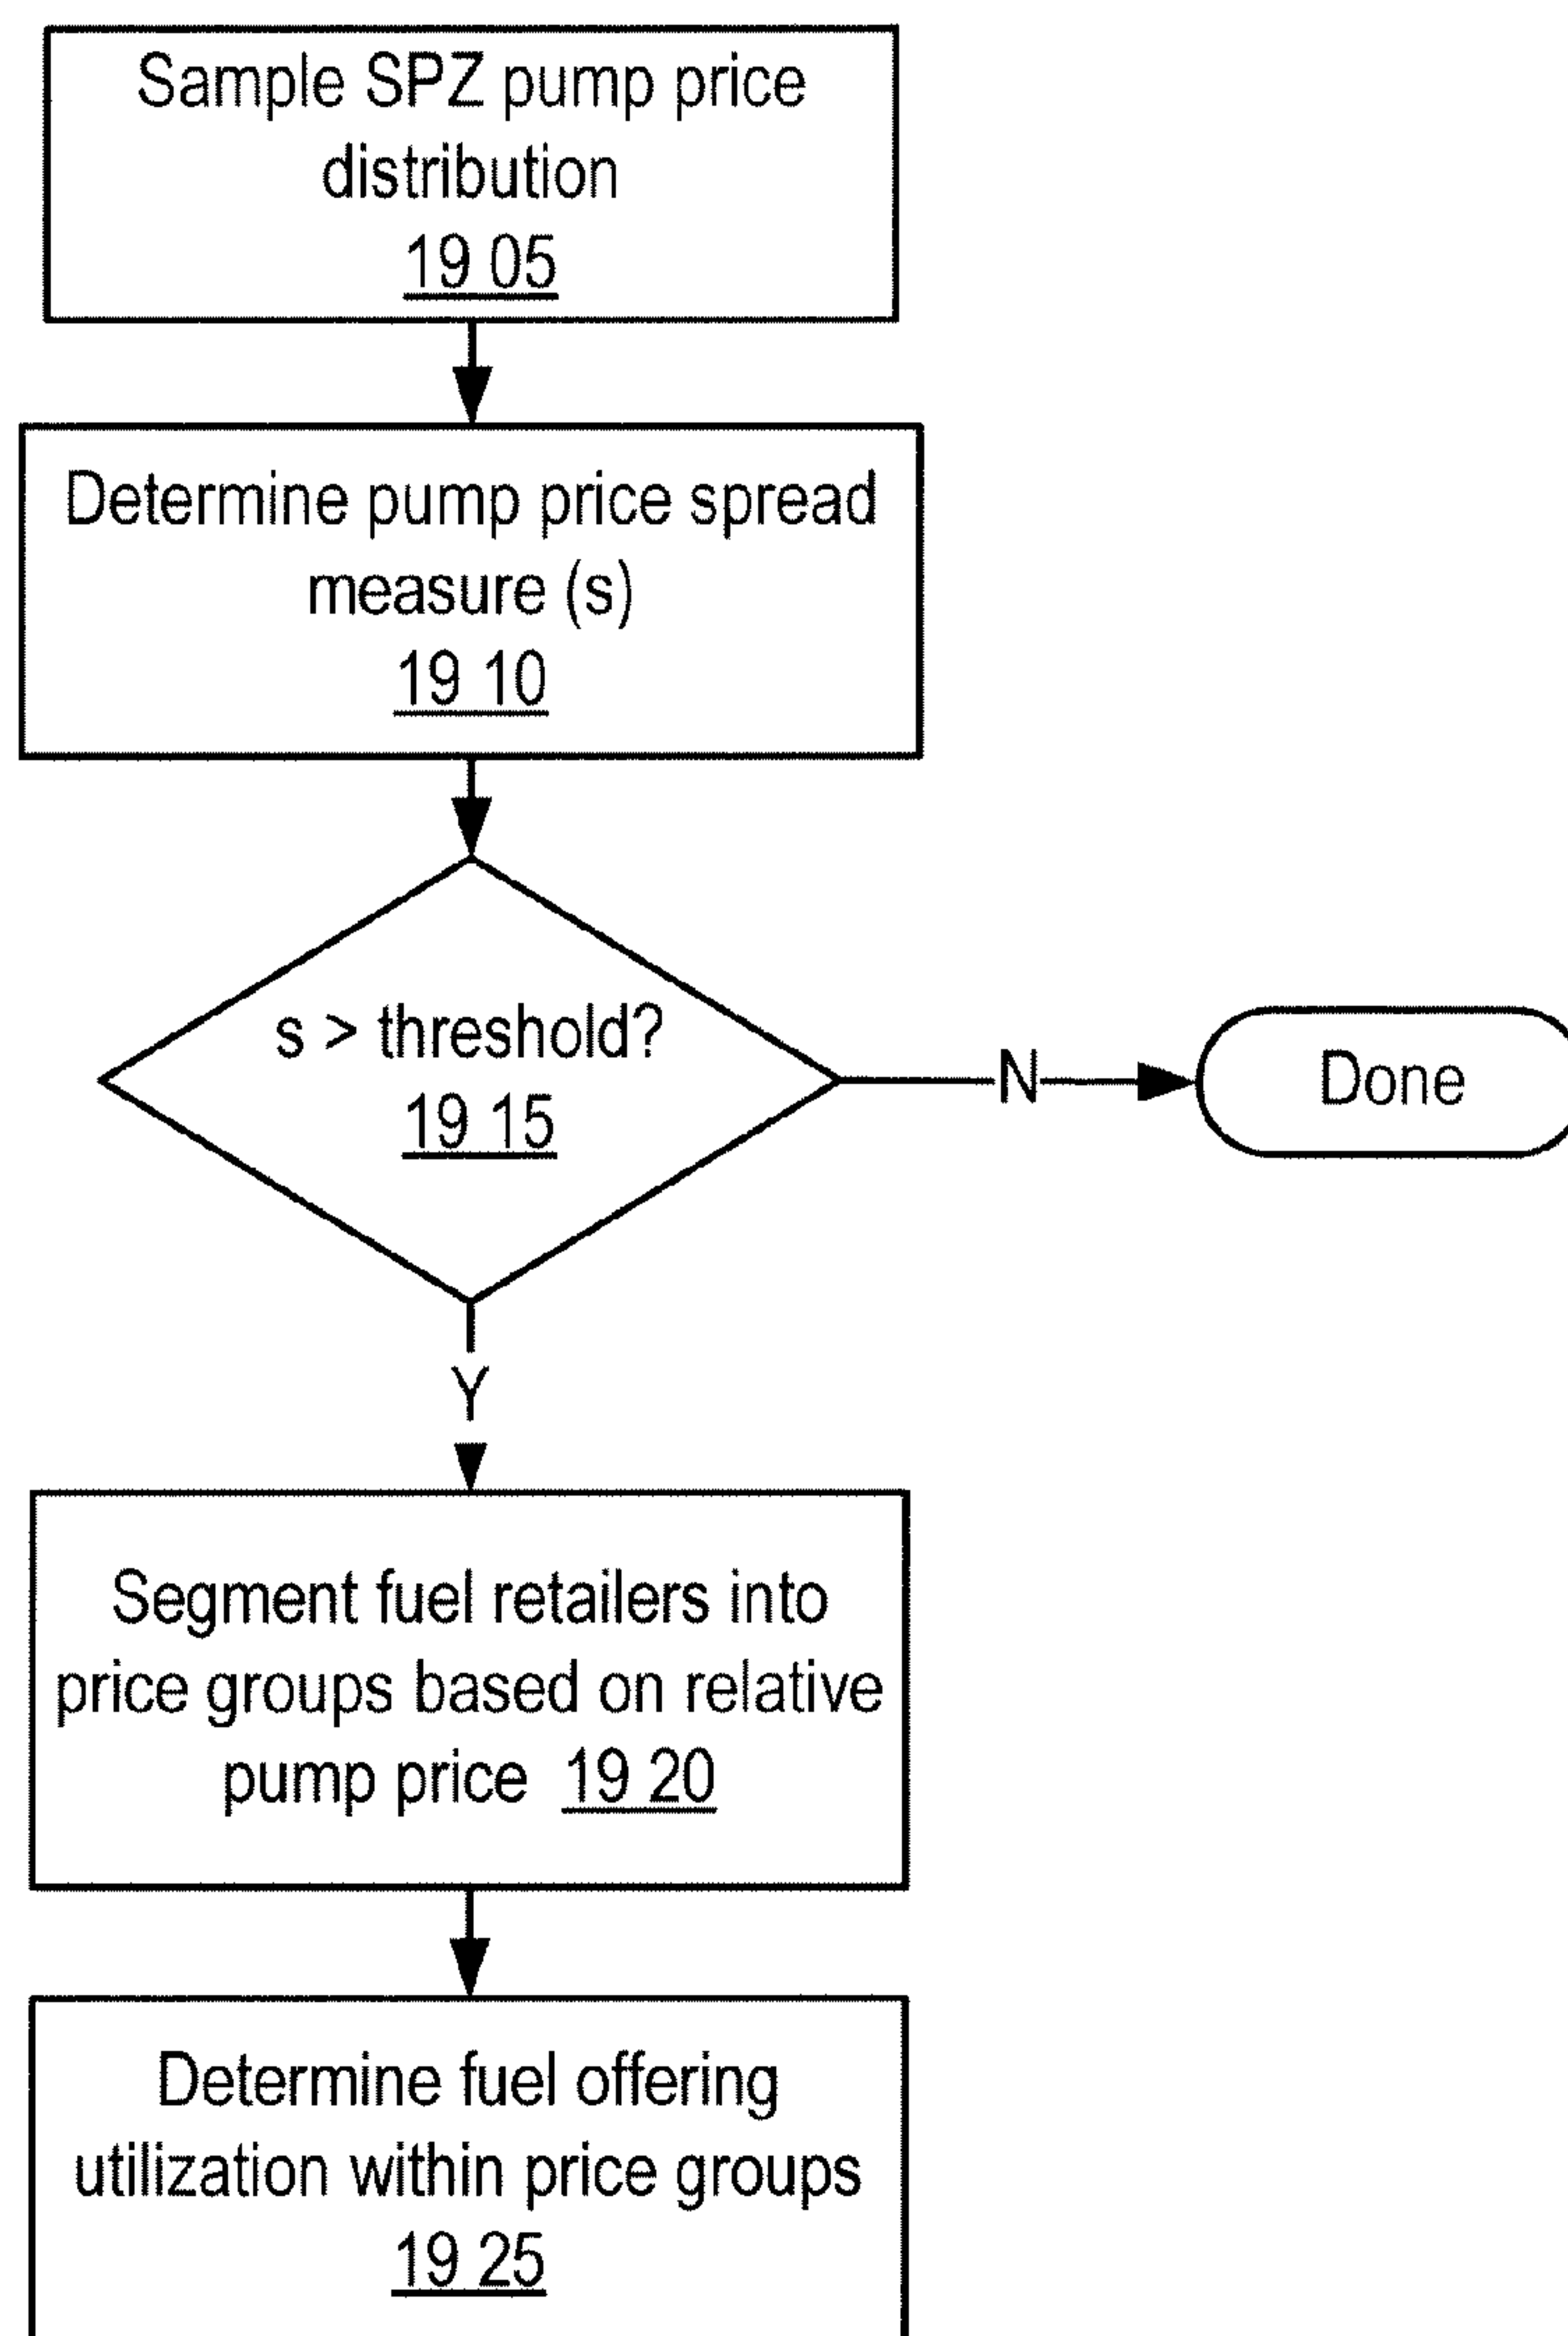 Sample SPZ pump price
distribution
19 05
Determine pump price spread
measure (s)
19 10
s > threshold?
19 15
N
Done
Y
Segment fuel retailers into
price groups based on relative
pump price 19 20
Determine fuel offering
utilization within price groups
19 25